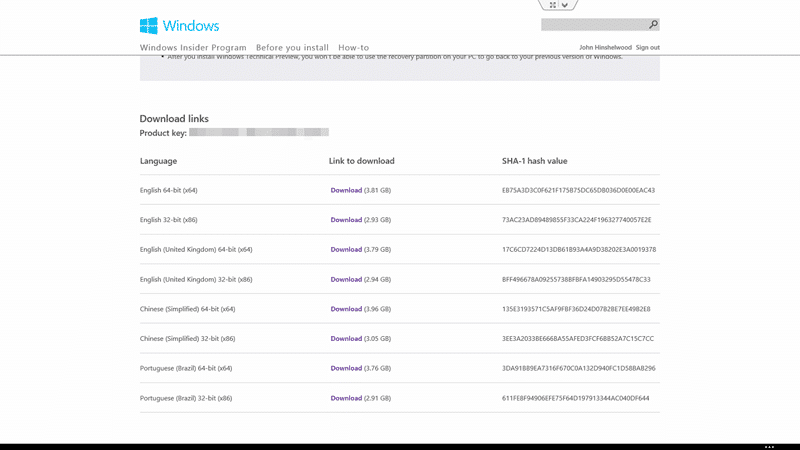 Windows
Windows Insider Program Before you install How-to
John Hinshelwood Sign out
After you install Windows Technical Preview, you won't be able to use the recovery partition on your PC to go back to your previous version of Windows.
Download links
Product key:
Language Link to download SHA-1 hash value
English 64-bit (x64) Download (3.81 GB) EB75A3D3C0F621F175B75DC65DB036D0E00EAC43
English 32-bit (x86) Download (2.93 GB) 73AC23AD89489855F33CA224F196327740057E2E
English (United Kingdom) 64-bit (x64) Download (3.79 GB) 17C6CD7224D13DB61B93A4A9D38202E3A0019378
English (United Kingdom) 32-bit (x86) Download (2.94 GB) BFF496678A09255738BFBFA14903295D55478C33
Chinese (Simplified) 64-bit (x64) Download (3.96 GB) 135E3193571C5AF9FBF36D24D07B2BE7EE49B2E8
Chinese (Simplified) 32-bit (x86) Download (3.05 GB) 3EE3A2033BE666BA55AFED3FCF6B852A7C15C7CC
Portuguese (Brazil) 64-bit (x64) Download (3.76 GB) 3DA91BB9EA7316F670C0A132D940FC1D58BAB296
Portuguese (Brazil) 32-bit (x86) Download (2.91 GB) 611FEBF94906EFE75F64D197913344AC040DF644